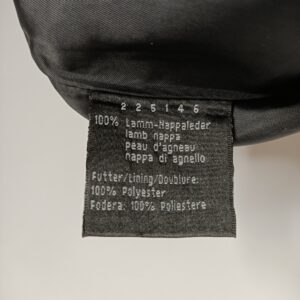 2 2 5 1 4 6
100% Lamm-Nappaleder
lamb nappa
peau d'agneau
nappa di agnello
Futter/Lining/Doublure:
100% Polyester
Fodera: 100% Poliestere